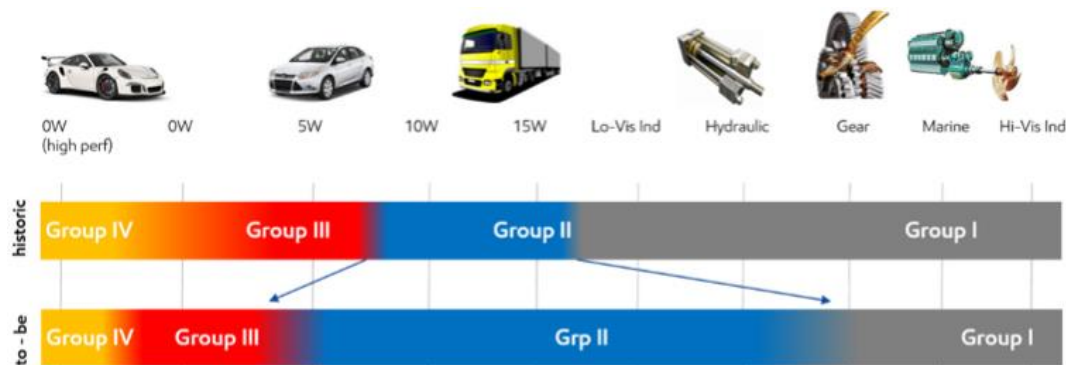 0W
(high perf)
0W
5W
10W
15W
Lo-Vis Ind
Hydraulic
Gear
Marine
Hi-Vis Ind
historic
Group IV
Group III
Group II
Group I
to - be
Group IV
Group III
Grp II
Group I